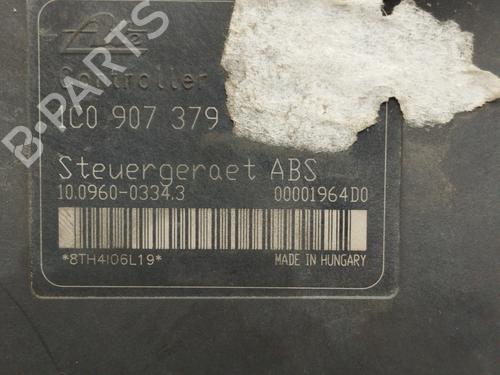 B-PARTS
Controller
1C0 907 379
Steuergeraet ABS
10.0960-0334.3 00001964D0
*8TH4I06L19* MADE IN HUNGARY